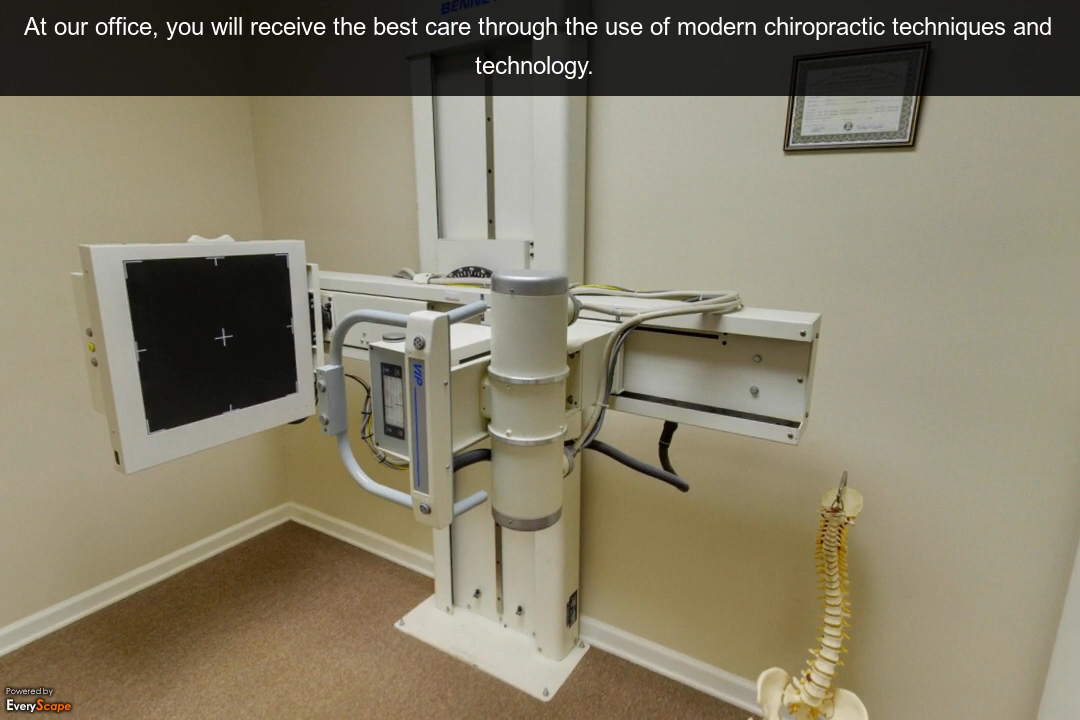 At our office, you will receive the best care through the use of modern chiropractic techniques and
technology.
BENNETT
VIP
Powered by
EveryScape